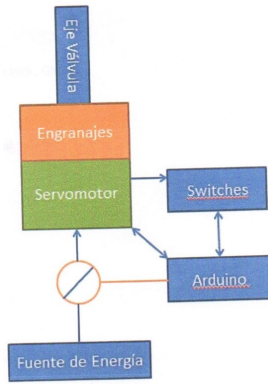 Eje Válvula
Engranajes
Servomotor
Switches
Arduino
Fuente de Energía